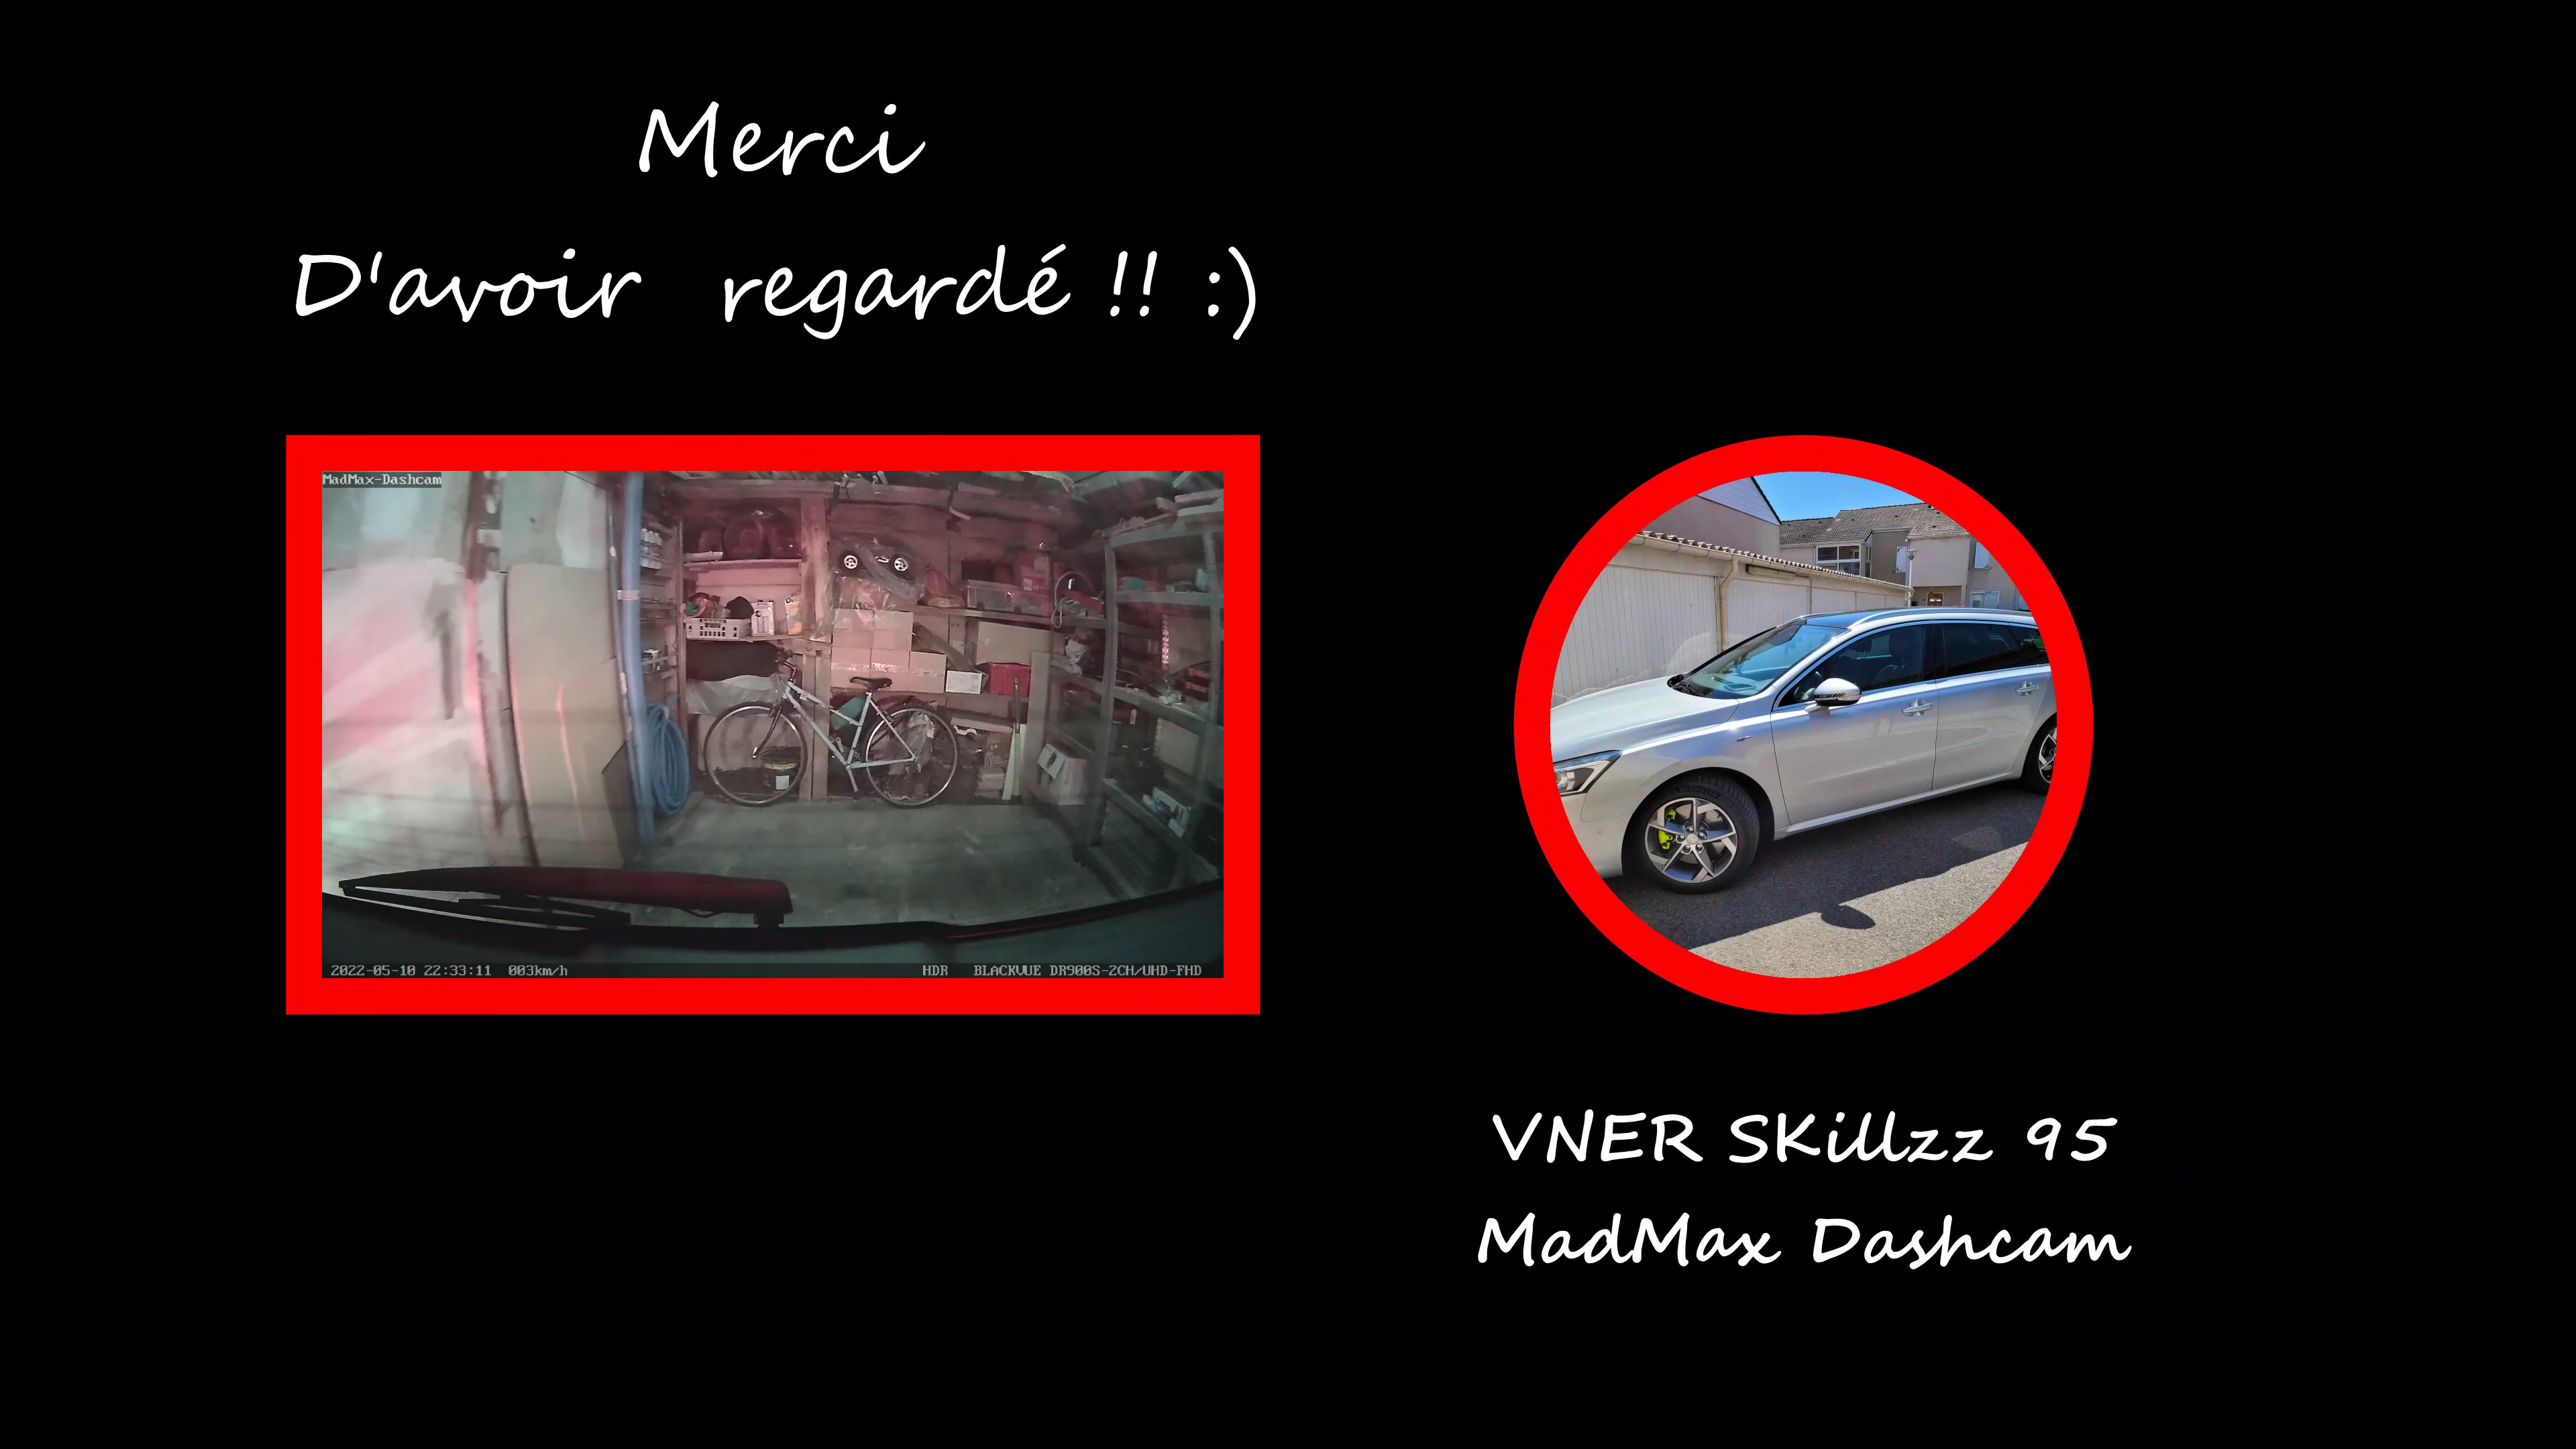 Merci
D'avoir regardé !! :)
MadMax-Dashcam
2022-05-10 22:33:11 003km/h HDR BLACKVUE DR900S-2CH/UHD-FHD
VNER SKillzz 95
MadMax Dashcam